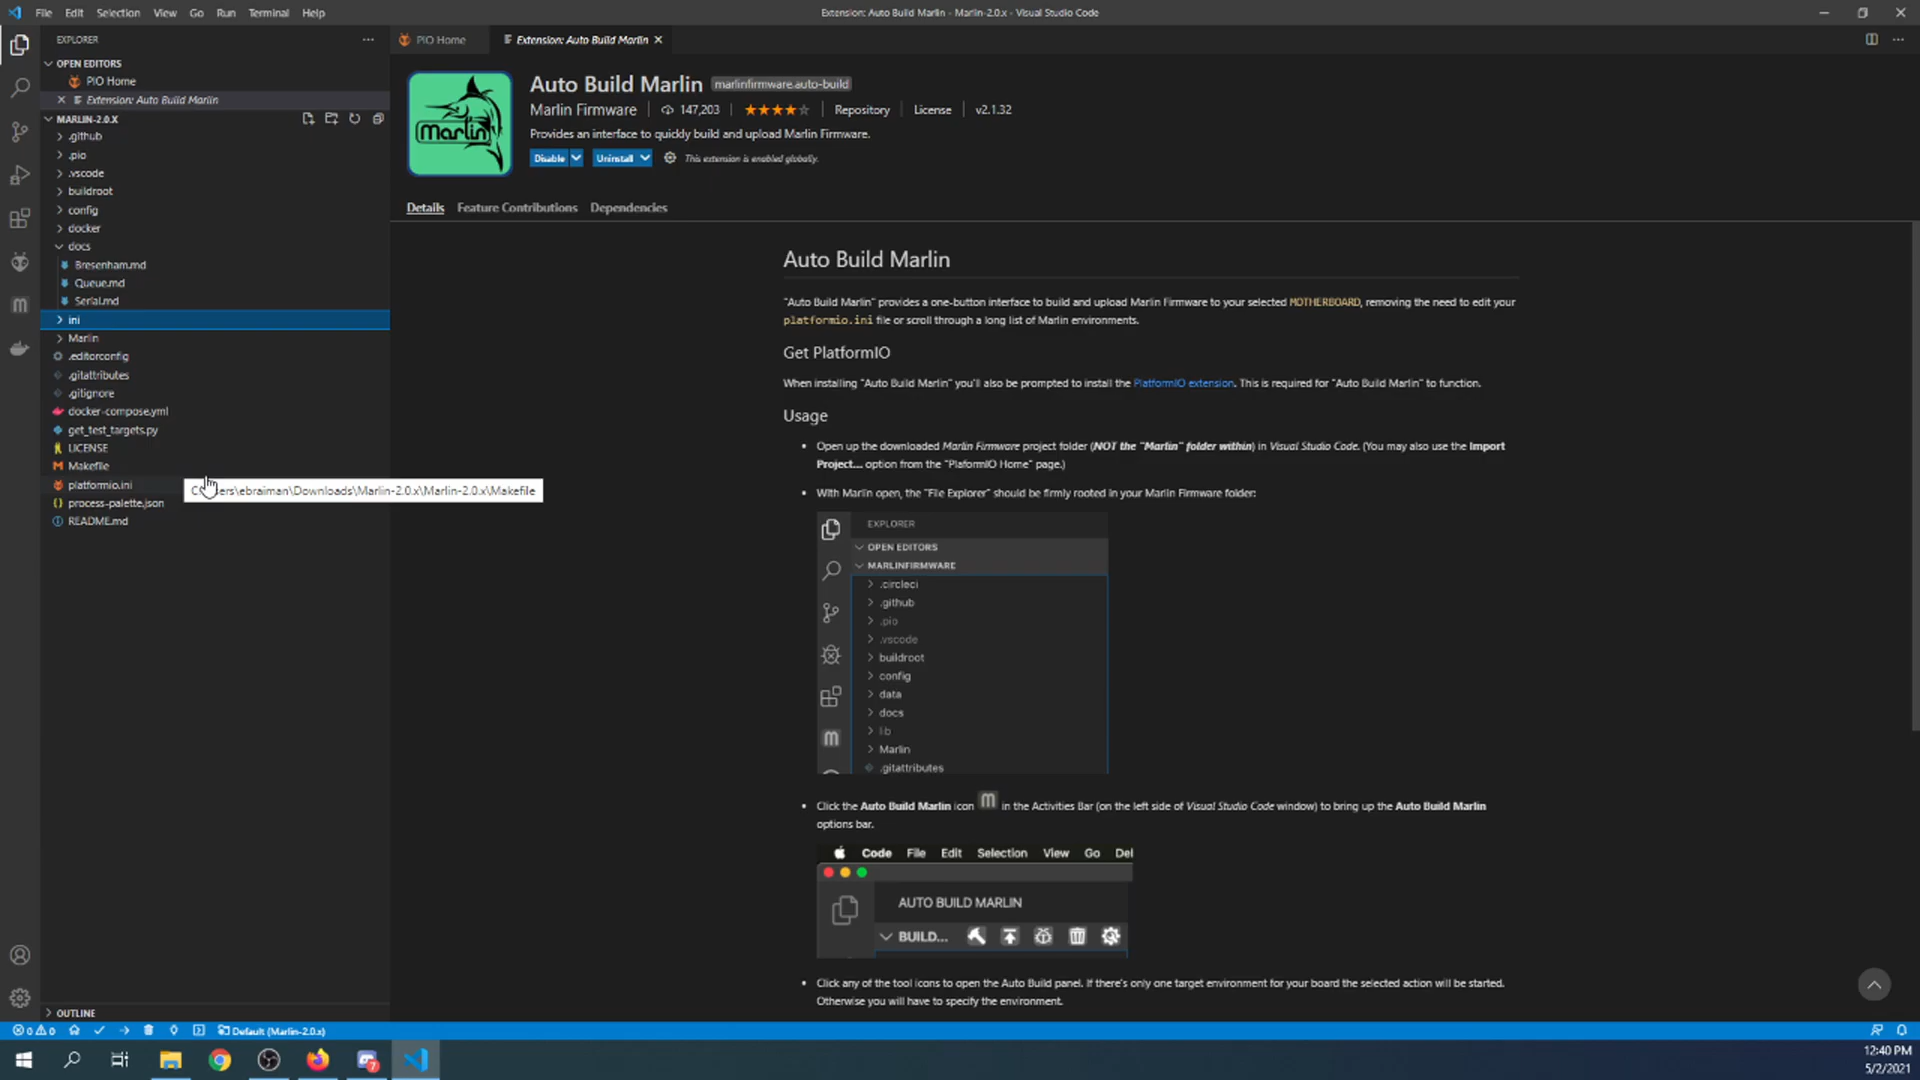 File Edit Selection View Go Run Terminal Help
Extension: Auto Build Marlin - Marlin-2.0.x - Visual Studio Code
EXPLORER
OPEN EDITORS
PIO Home
Extension: Auto Build Marlin
MARLIN-2.0.X
.github
.pio
.vscode
buildroot
config
docker
docs
Bresenham.md
Queue.md
Serial.md
ini
Marlin
.editorconfig
.gitattributes
.gitignore
docker-compose.yml
get_test_targets.py
LICENSE
Makefile
platformio.ini
process-palette.json
README.md
ebraiman\Downloads\Marlin-2.0.x\Marlin-2.0.x\Makefile
OUTLINE
PIO Home
Extension: Auto Build Marlin
Marlin
Auto Build Marlin marlinfirmware.auto-build
Marlin Firmware 147,203 Repository License v2.1.32
Provides an interface to quickly build and upload Marlin Firmware.
Disable Uninstall This extension is enabled globally.
Details Feature Contributions Dependencies
Auto Build Marlin
"Auto Build Marlin" provides a one-button interface to build and upload Marlin Firmware to your selected MOTHERBOARD, removing the need to edit your
platformio.ini file or scroll through a long list of Marlin environments.
Get PlatformIO
When installing "Auto Build Marlin" you'll also be prompted to install the PlatformIO extension. This is required for "Auto Build Marlin" to function.
Usage
• Open up the downloaded Marlin Firmware project folder (NOT the "Marlin" folder within) in Visual Studio Code. (You may also use the Import
Project... option from the "PlaformIO Home" page.)
• With Marlin open, the "File Explorer" should be firmly rooted in your Marlin Firmware folder:
EXPLORER
OPEN EDITORS
MARLINFIRMWARE
.circleci
.github
.pio
.vscode
buildroot
config
data
docs
lib
Marlin
.gitattributes
• Click the Auto Build Marlin icon m in the Activities Bar (on the left side of Visual Studio Code window) to bring up the Auto Build Marlin
options bar.
Code File Edit Selection View Go
AUTO BUILD MARLIN
BUILD...
• Click any of the tool icons to open the Auto Build panel. If there's only one target environment for your board the selected action will be started.
Otherwise you will have to specify the environment.
0 0 Default (Marlin-2.0.x)
7
12:40 PM
5/2/2021